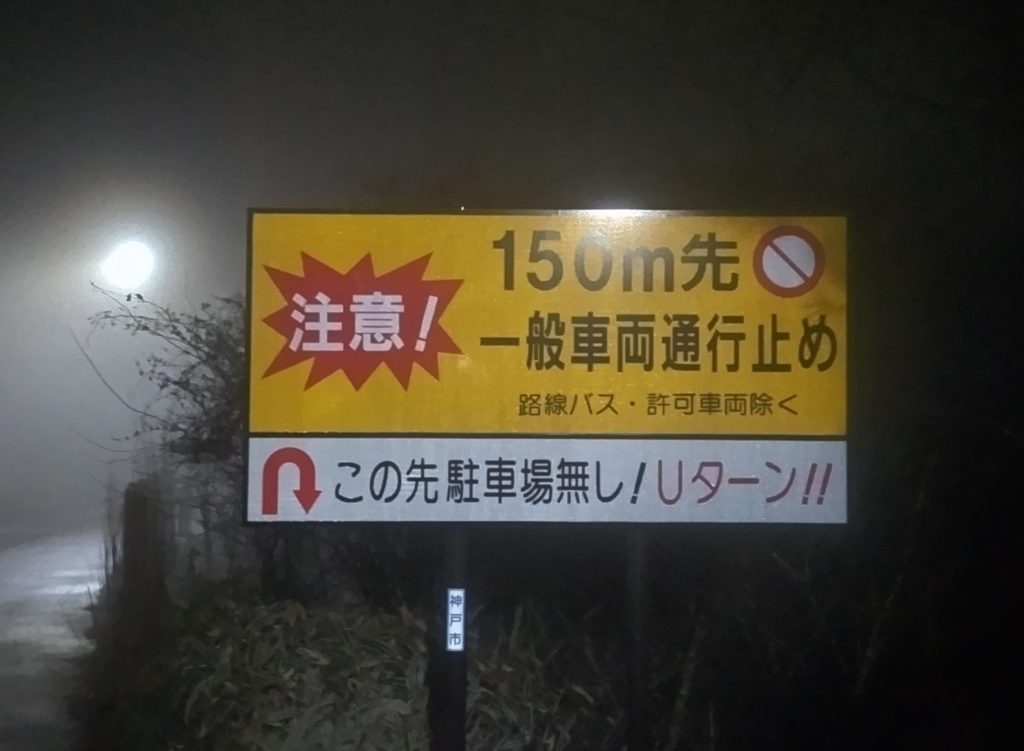 注意!
150m先
一般車両通行止め
路線バス・許可車両除く
この先駐車場無し!Uターン!!
神戸市